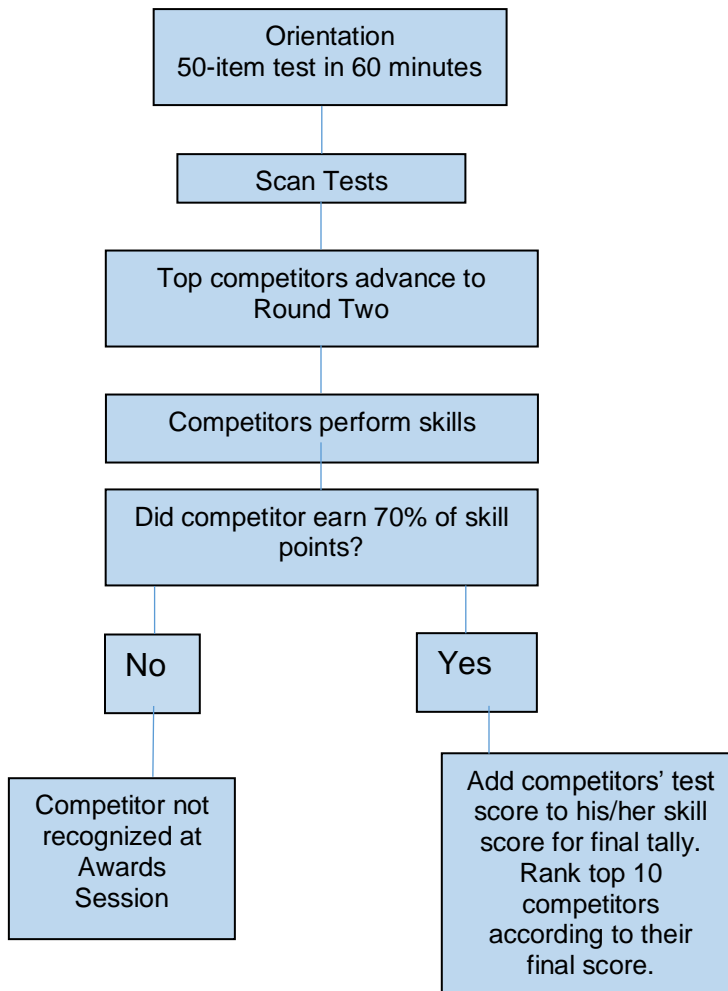 Orientation
50-item test in 60 minutes
Scan Tests
Top competitors advance to
Round Two
Competitors perform skills
Did competitor earn 70% of skill
points?
No
Yes
Competitor not
recognized at
Awards
Session
Add competitors’ test
score to his/her skill
score for final tally.
Rank top 10
competitors
according to their
final score.